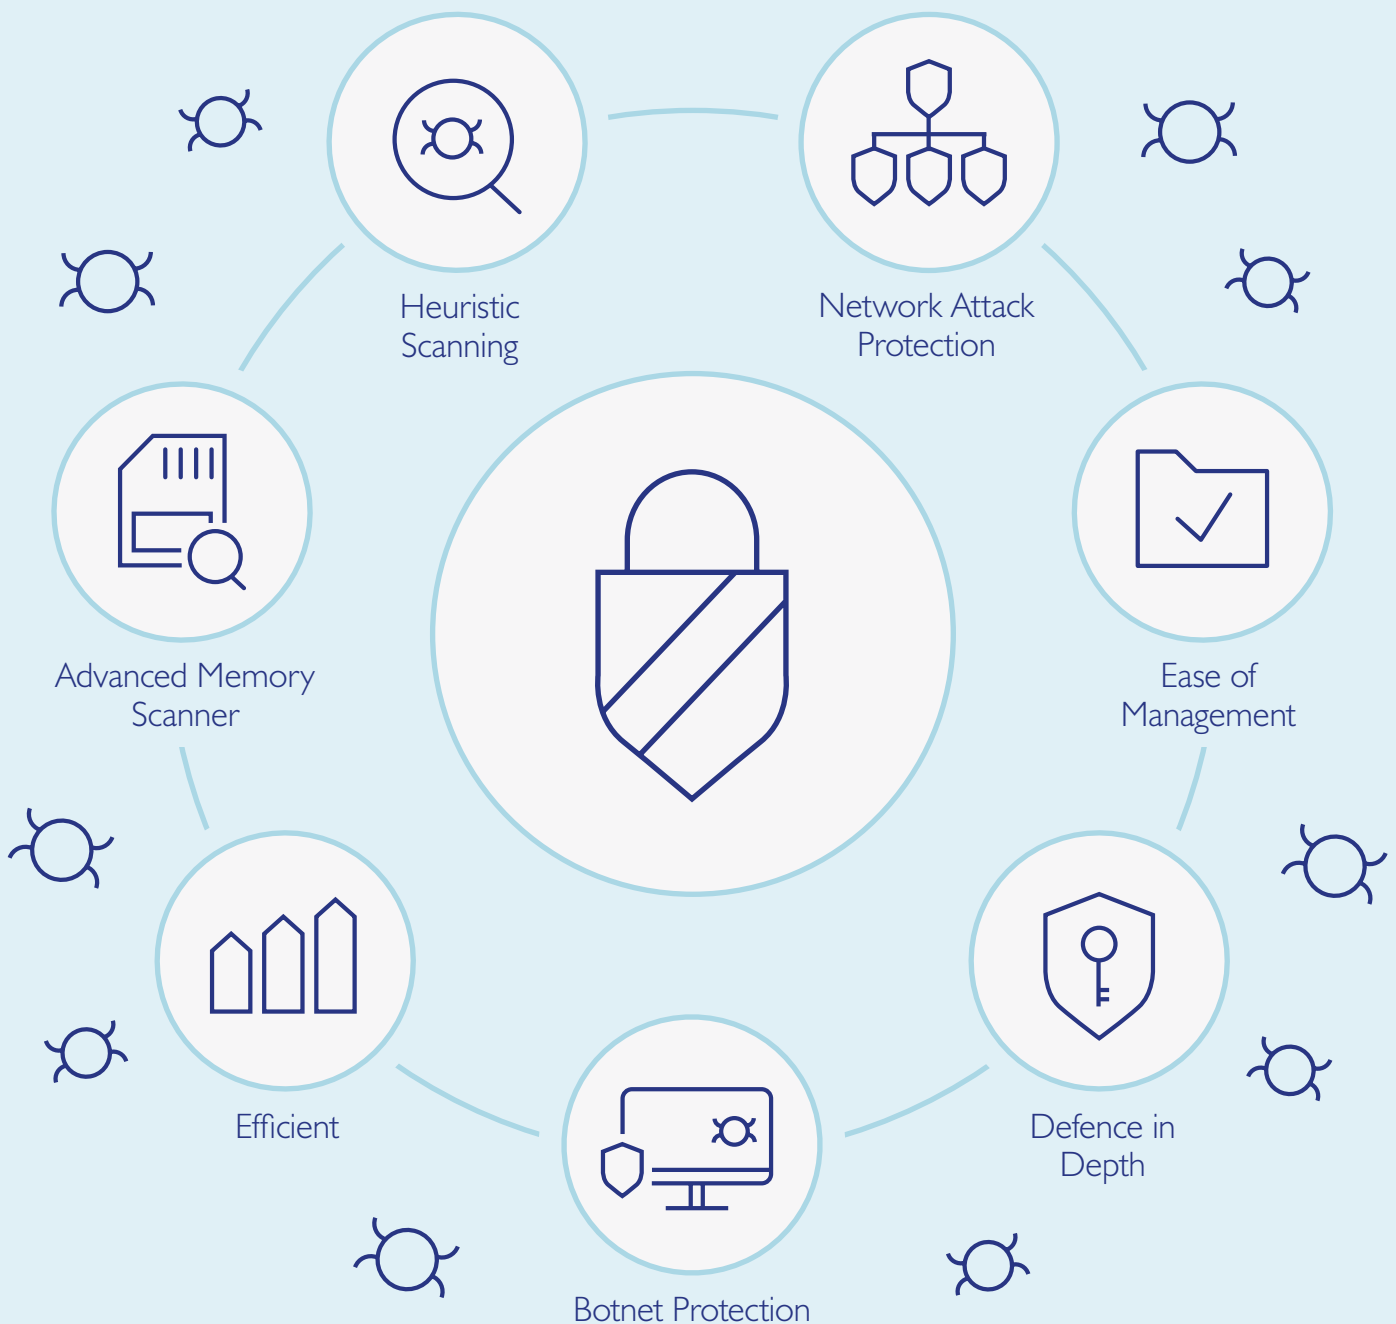 Heuristic
Scanning
Network Attack
Protection
Advanced Memory
Scanner
Ease of
Management
Efficient
Defence in
Depth
Botnet Protection